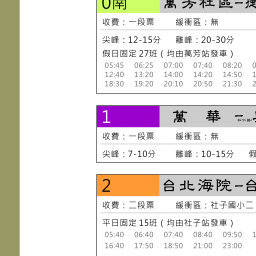 0南 萬芳社區-
收費：一段票 緩衝區：無
尖峰：12-15分 離峰：20-30分
假日固定27班（均由萬芳站發車）
05:45 06:25 07:00 07:40 08:20
12:40 13:20 14:00 14:20 14:50
18:30 19:20 20:10 20:50 21:30
1 萬 華 -
收費：一段票 緩衝區：無
尖峰：7-10分 離峰：10-15分 假
2 台北海院-台
收費：二段票 緩衝區：社子國小二
平日固定15班（均由社子站發車）
05:40 06:40 07:40 08:40 09:50
16:40 17:50 18:50 21:00 23:00